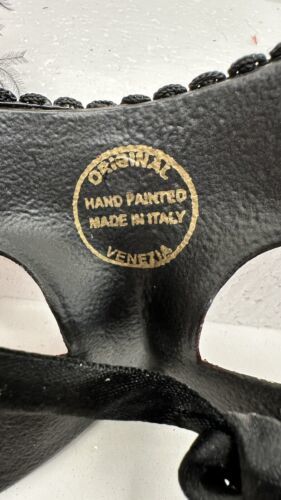 ORiGiNAL
HAND PAINTED
MADE IN ITALY
VENEZIA